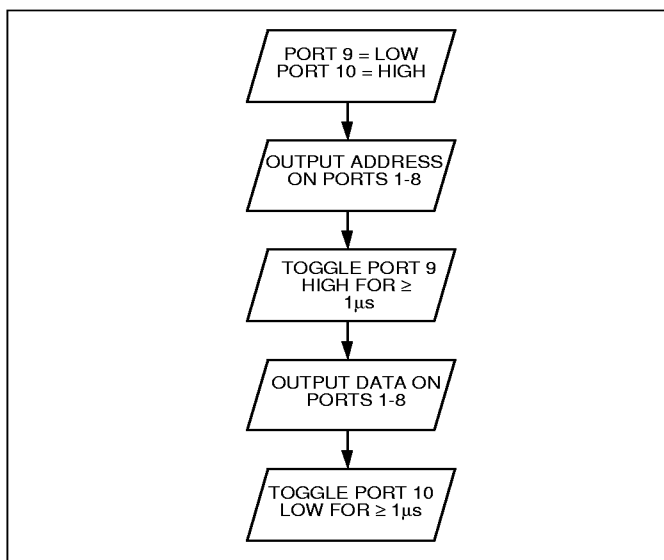 PORT 9 = LOW
PORT 10 = HIGH
OUTPUT ADDRESS
ON PORTS 1-8
TOGGLE PORT 9
HIGH FOR ≥
1µs
OUTPUT DATA ON
PORTS 1-8
TOGGLE PORT 10
LOW FOR ≥ 1µs